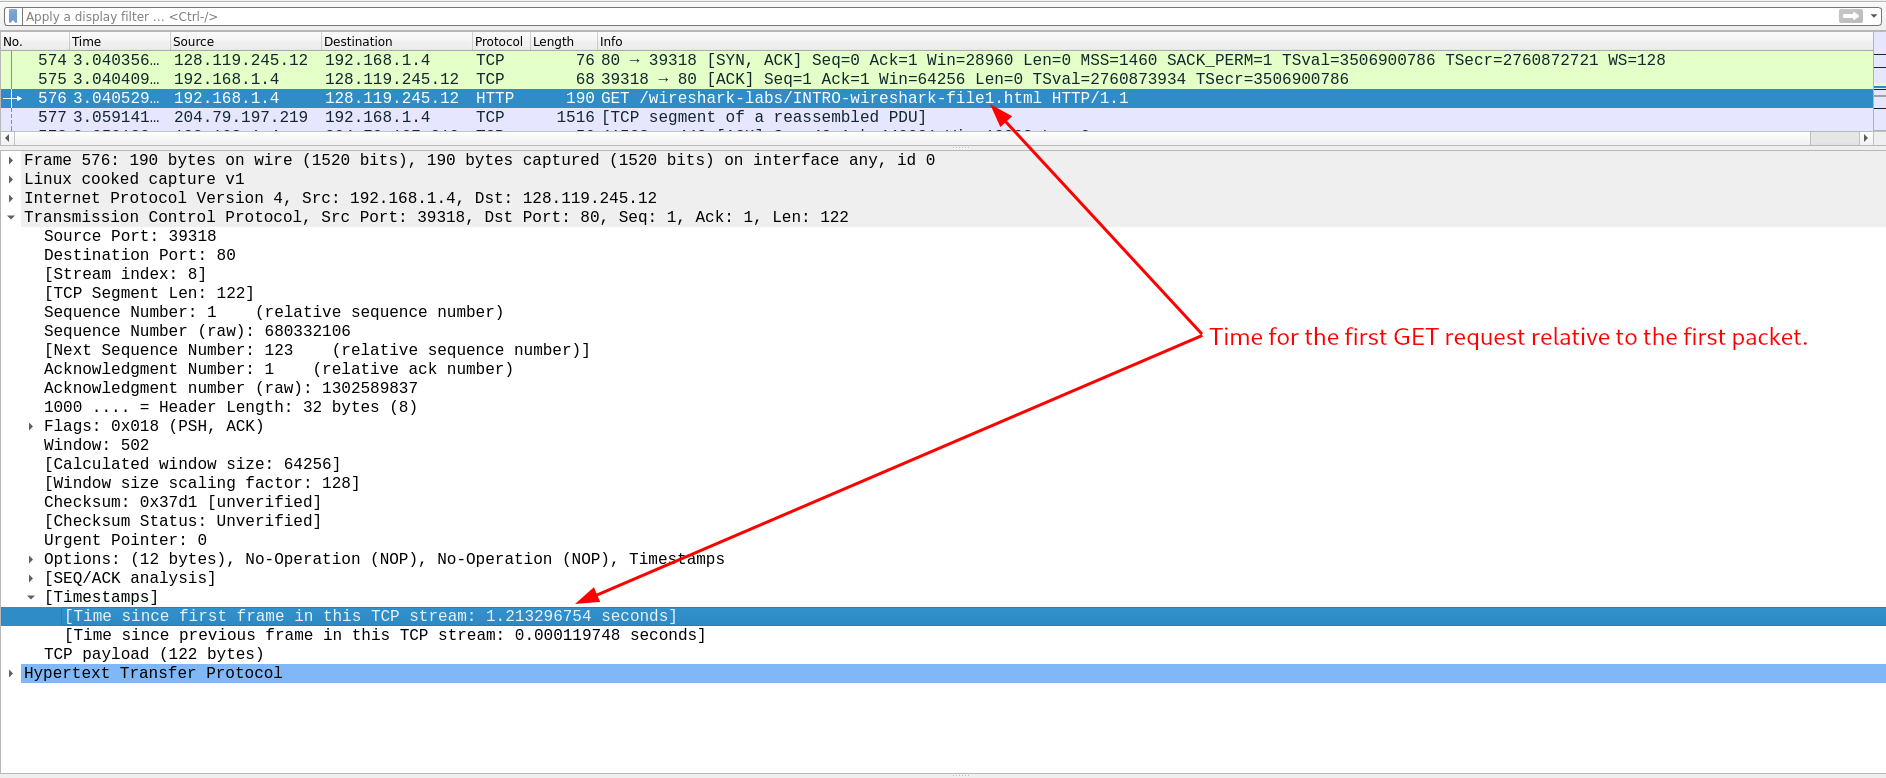 Apply a display filter … <Ctrl-/>
No. Time Source Destination Protocol Length Info
574 3.040356… 128.119.245.12 192.168.1.4 TCP 76 80 → 39318 [SYN, ACK] Seq=0 Ack=1 Win=28960 Len=0 MSS=1460 SACK_PERM=1 TSval=3506900786 TSecr=2760872721 WS=128
575 3.040409… 192.168.1.4 128.119.245.12 TCP 68 39318 → 80 [ACK] Seq=1 Ack=1 Win=64256 Len=0 TSval=2760873934 TSecr=3506900786
576 3.040529… 192.168.1.4 128.119.245.12 HTTP 190 GET /wireshark-labs/INTRO-wireshark-file1.html HTTP/1.1
577 3.059141… 204.79.197.219 192.168.1.4 TCP 1516 [TCP segment of a reassembled PDU]
Frame 576: 190 bytes on wire (1520 bits), 190 bytes captured (1520 bits) on interface any, id 0
Linux cooked capture v1
Internet Protocol Version 4, Src: 192.168.1.4, Dst: 128.119.245.12
Transmission Control Protocol, Src Port: 39318, Dst Port: 80, Seq: 1, Ack: 1, Len: 122
Source Port: 39318
Destination Port: 80
[Stream index: 8]
[TCP Segment Len: 122]
Sequence Number: 1    (relative sequence number)
Sequence Number (raw): 680332106
Time for the first GET request relative to the first packet.
[Next Sequence Number: 123    (relative sequence number)]
Acknowledgment Number: 1    (relative ack number)
Acknowledgment number (raw): 1302589837
1000 .... = Header Length: 32 bytes (8)
Flags: 0x018 (PSH, ACK)
Window: 502
[Calculated window size: 64256]
[Window size scaling factor: 128]
Checksum: 0x37d1 [unverified]
[Checksum Status: Unverified]
Urgent Pointer: 0
Options: (12 bytes), No-Operation (NOP), No-Operation (NOP), Timestamps
[SEQ/ACK analysis]
[Timestamps]
[Time since first frame in this TCP stream: 1.213296754 seconds]
[Time since previous frame in this TCP stream: 0.000119748 seconds]
TCP payload (122 bytes)
Hypertext Transfer Protocol